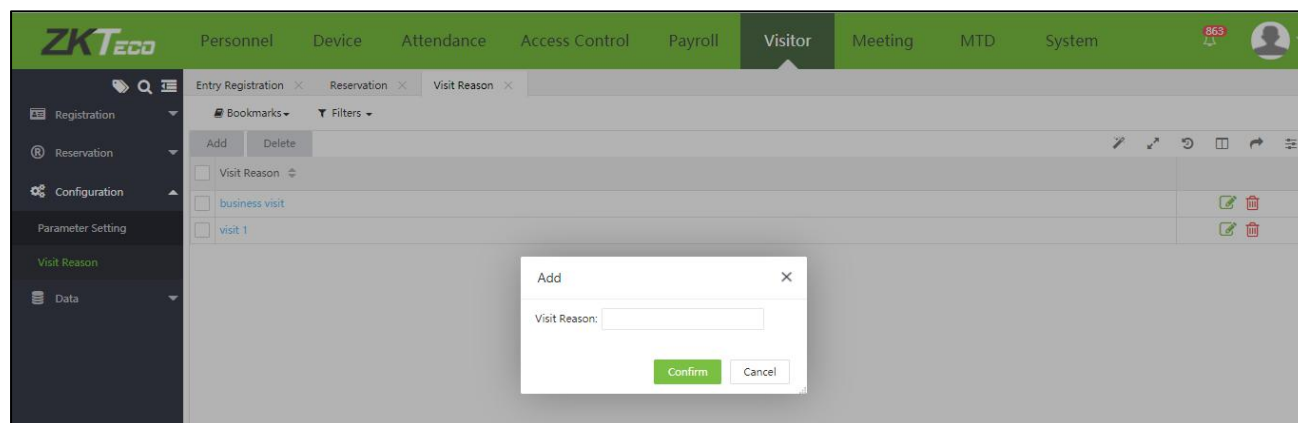 ZKTECO Personnel Device Attendance Access Control Payroll Visitor Meeting MTD System 863
Entry Registration Reservation Visit Reason
Registration Bookmarks Filters
Add Delete
Reservation
Visit Reason
Configuration
business visit
Parameter Setting
visit 1
Visit Reason
Data
Add
Visit Reason:
Confirm Cancel